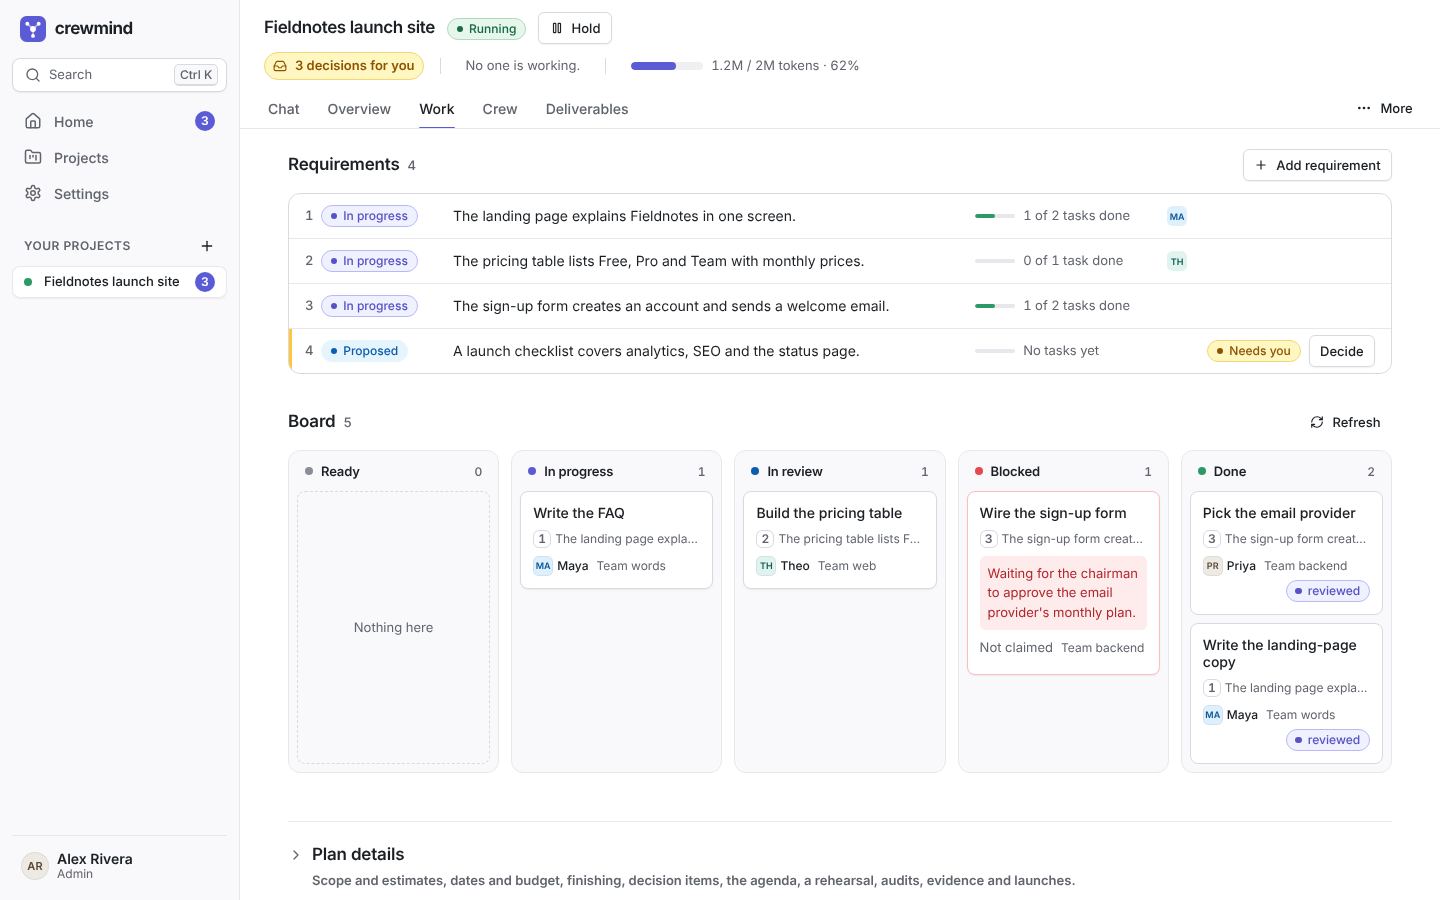 crewmind
Search Ctrl K
Home 3
Projects
Settings
YOUR PROJECTS
Fieldnotes launch site 3
AR
Alex Rivera
Admin
Fieldnotes launch site Running Hold
3 decisions for you No one is working. 1.2M / 2M tokens · 62%
Chat Overview Work Crew Deliverables More
Requirements 4 Add requirement
1 In progress The landing page explains Fieldnotes in one screen. 1 of 2 tasks done MA
2 In progress The pricing table lists Free, Pro and Team with monthly prices. 0 of 1 task done TH
3 In progress The sign-up form creates an account and sends a welcome email. 1 of 2 tasks done
4 Proposed A launch checklist covers analytics, SEO and the status page. No tasks yet Needs you Decide
Board 5 Refresh
Ready 0
Nothing here
In progress 1
Write the FAQ
1 The landing page expla...
MA Maya Team words
In review 1
Build the pricing table
2 The pricing table lists F...
TH Theo Team web
Blocked 1
Wire the sign-up form
3 The sign-up form creat...
Waiting for the chairman
to approve the email
provider's monthly plan.
Not claimed Team backend
Done 2
Pick the email provider
3 The sign-up form creat...
PR Priya Team backend
reviewed
Write the landing-page
copy
1 The landing page expla...
MA Maya Team words
reviewed
Plan details
Scope and estimates, dates and budget, finishing, decision items, the agenda, a rehearsal, audits, evidence and launches.